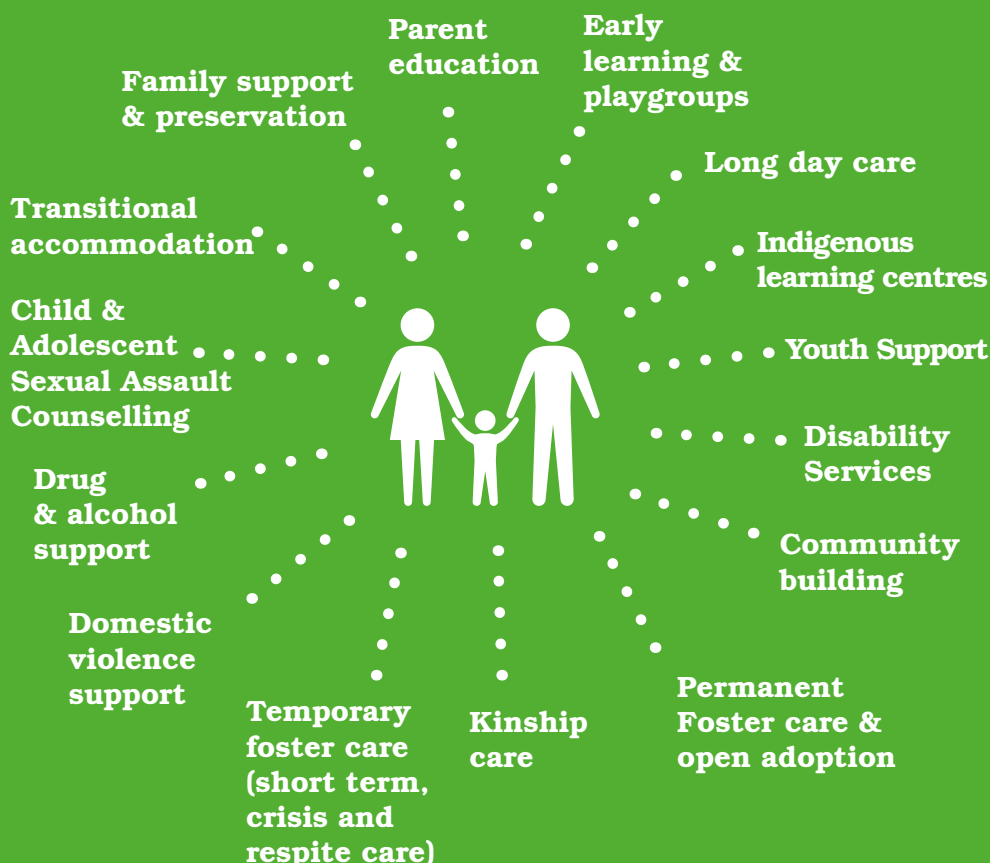 Parent
education
Early
learning &
playgroups
Long day care
Indigenous
learning centres
Youth Support
Disability
Services
Community
building
Permanent
Foster care &
open adoption
Kinship
care
Temporary
foster care
(short term,
crisis and
respite care)
Domestic
violence
support
Drug
& alcohol
support
Child &
Adolescent
Sexual Assault
Counselling
Transitional
accommodation
Family support
& preservation